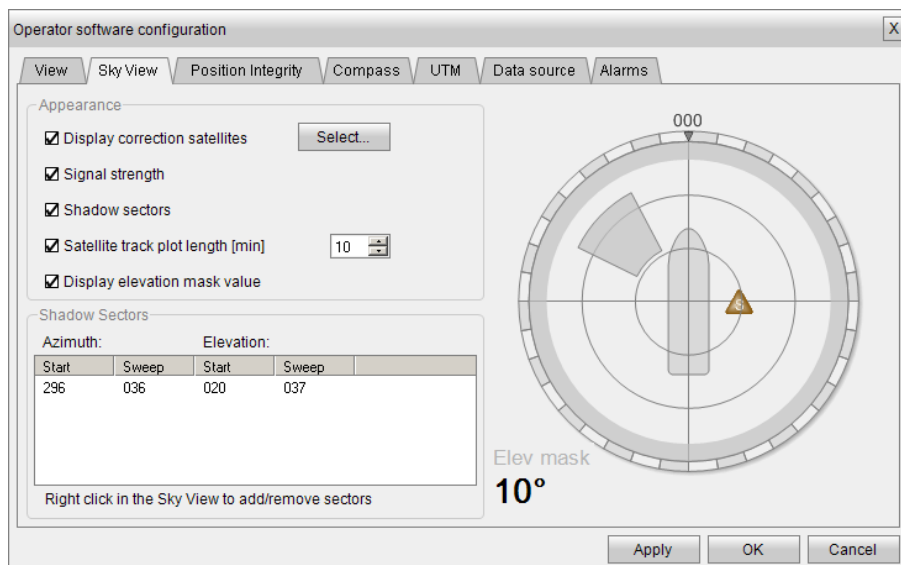 Operator software configuration X
View Sky View Position Integrity Compass UTM Data source Alarms
Appearance
Display correction satellites Select...
Signal strength
Shadow sectors
Satellite track plot length [min] 10
Display elevation mask value
Shadow Sectors
Azimuth: Elevation:
Start Sweep Start Sweep
296 036 020 037
Right click in the Sky View to add/remove sectors
000
Elev mask
10°
Apply OK Cancel